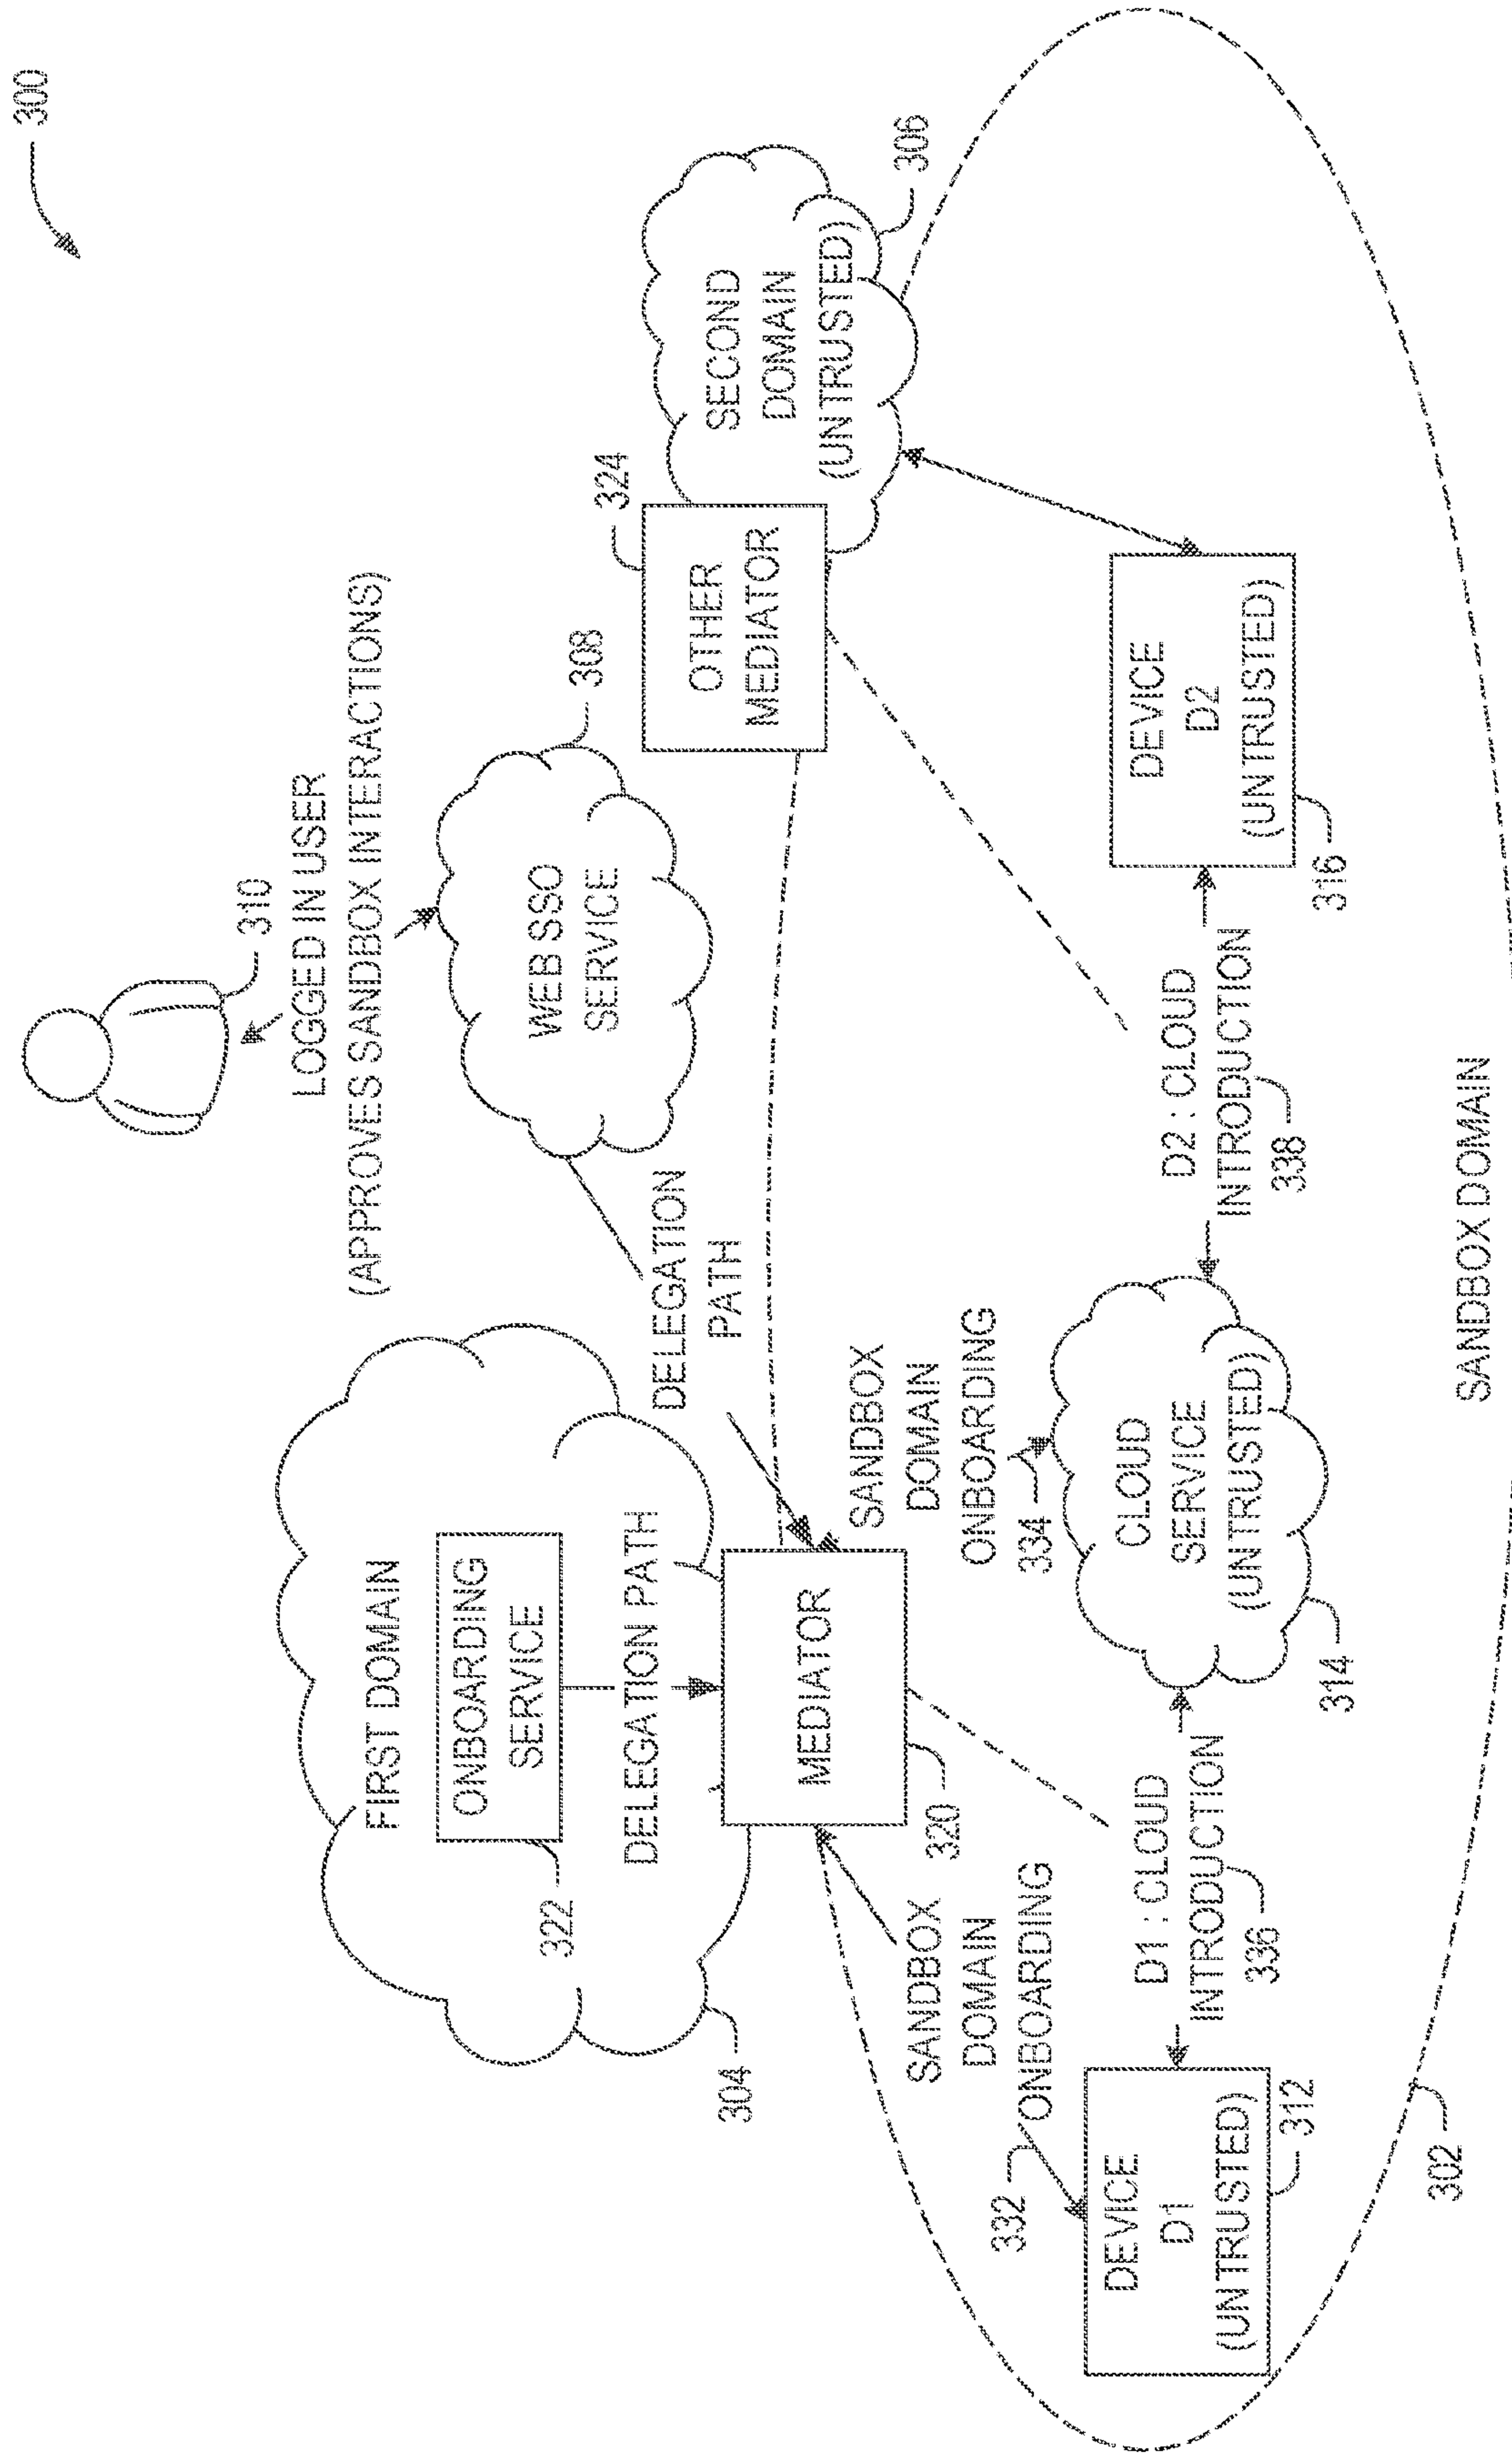 300
310
LOGGED IN USER
(APPROVES SANDBOX INTERACTIONS)
FIRST DOMAIN
ONBOARDING
SERVICE
322
DELEGATION PATH
304
WEB SSO
SERVICE
308
DELEGATION
PATH
324
OTHER
MEDIATOR
SECOND
DOMAIN
(UNTRUSTED)
306
MEDIATOR
320
SANDBOX
DOMAIN
ONBOARDING
332
SANDBOX
DOMAIN
ONBOARDING
334
DEVICE
D1
(UNTRUSTED)
312
D1 : CLOUD
INTRODUCTION
336
CLOUD
SERVICE
(UNTRUSTED)
314
D2 : CLOUD
INTRODUCTION
338
DEVICE
D2
(UNTRUSTED)
316
302
SANDBOX DOMAIN